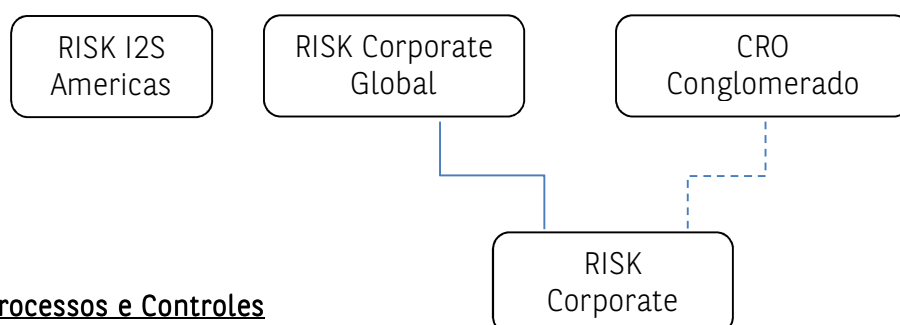 RISK I2S
Americas
RISK Corporate
Global
CRO
Conglomerado
RISK
Corporate
rocessos e Controles